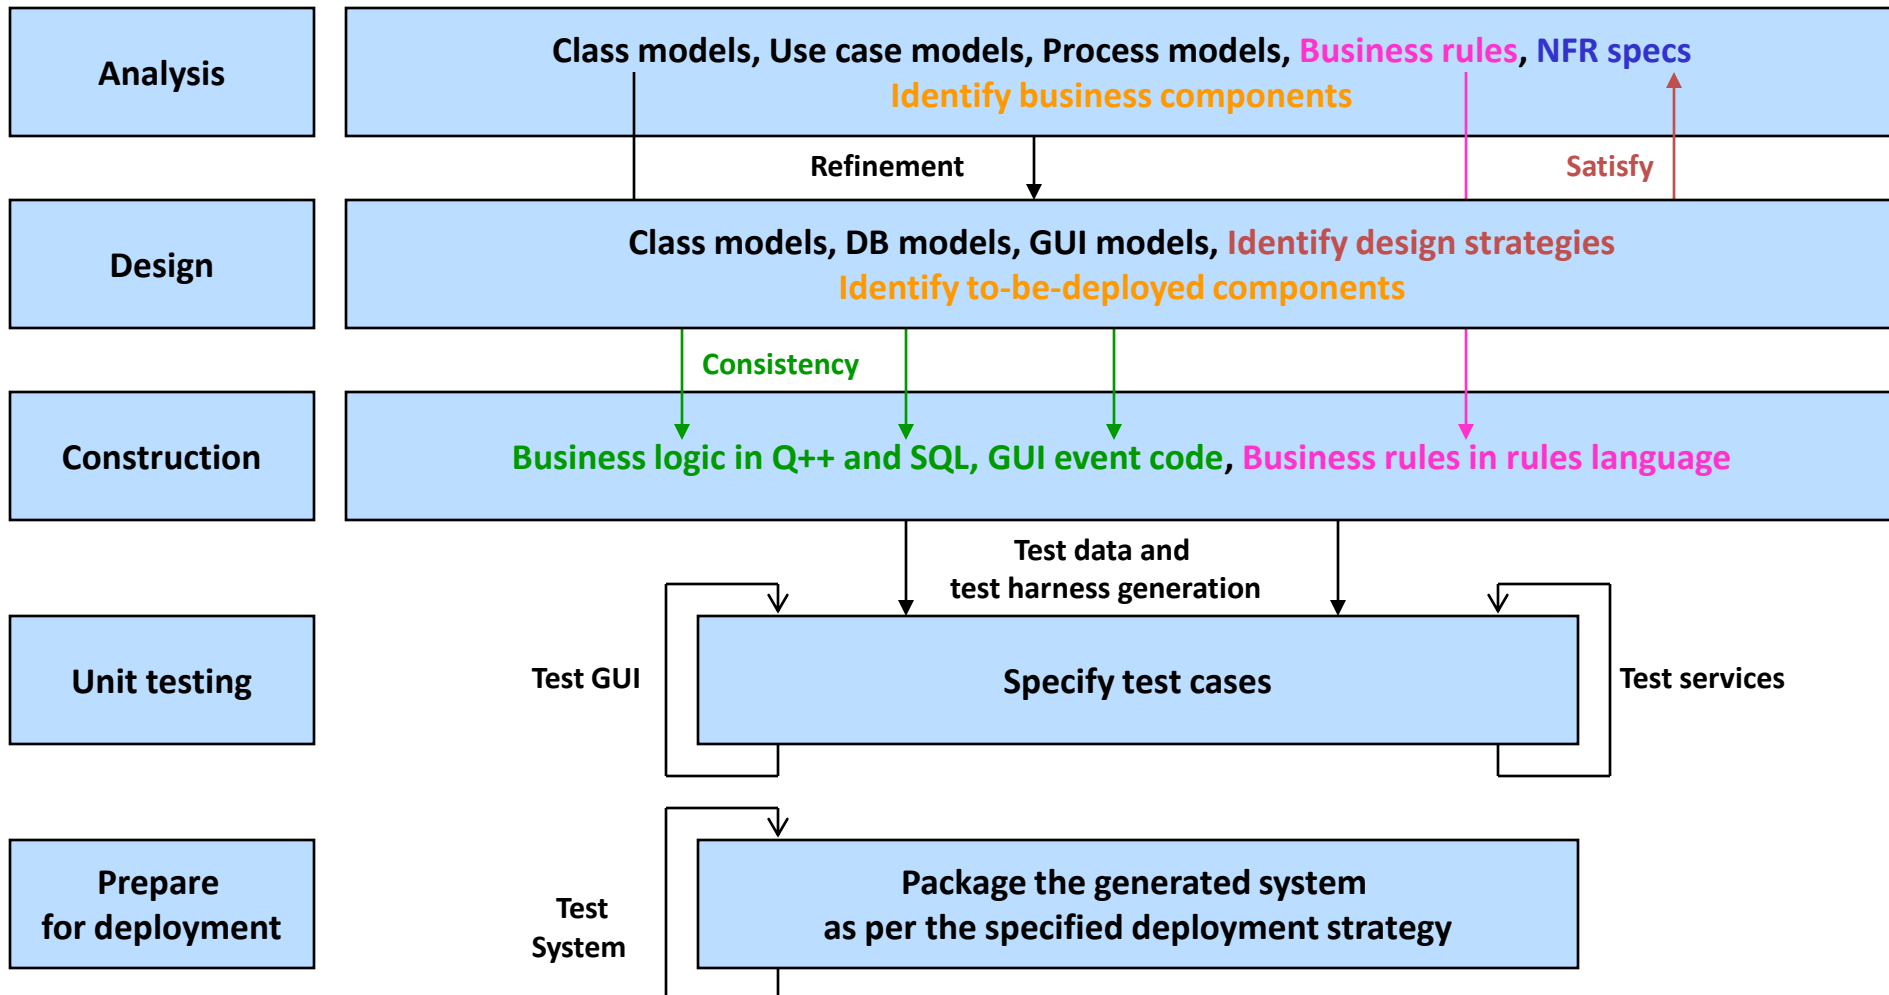 Analysis
Class models, Use case models, Process models, Business rules, NFR specs
Identify business components
Refinement
Satisfy
Design
Class models, DB models, GUI models, Identify design strategies
Identify to-be-deployed components
Consistency
Construction
Business logic in Q++ and SQL, GUI event code, Business rules in rules language
Test data and
test harness generation
Unit testing
Test GUI
Specify test cases
Test services
Prepare
for deployment
Test
System
Package the generated system
as per the specified deployment strategy